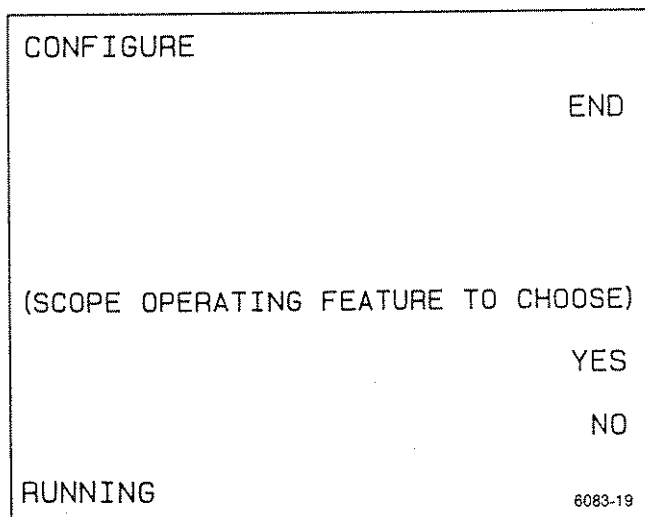 CONFIGURE
END
(SCOPE OPERATING FEATURE TO CHOOSE)
YES
NO
RUNNING
6083-19